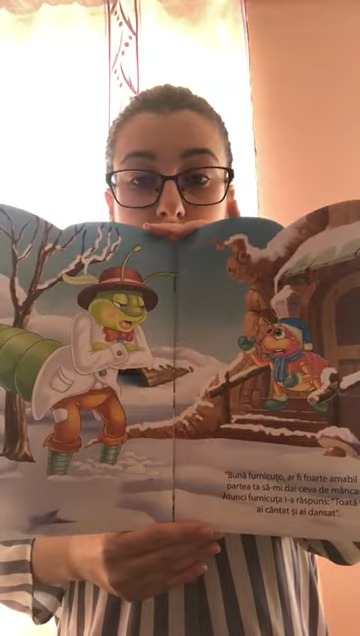 "Bună furnicuțo, ar fi foarte amabil
partea ta să-mi dai ceva de mânca
Atunci furnicuța i-a răspuns: "Toată
ai cântat și ai dansat".